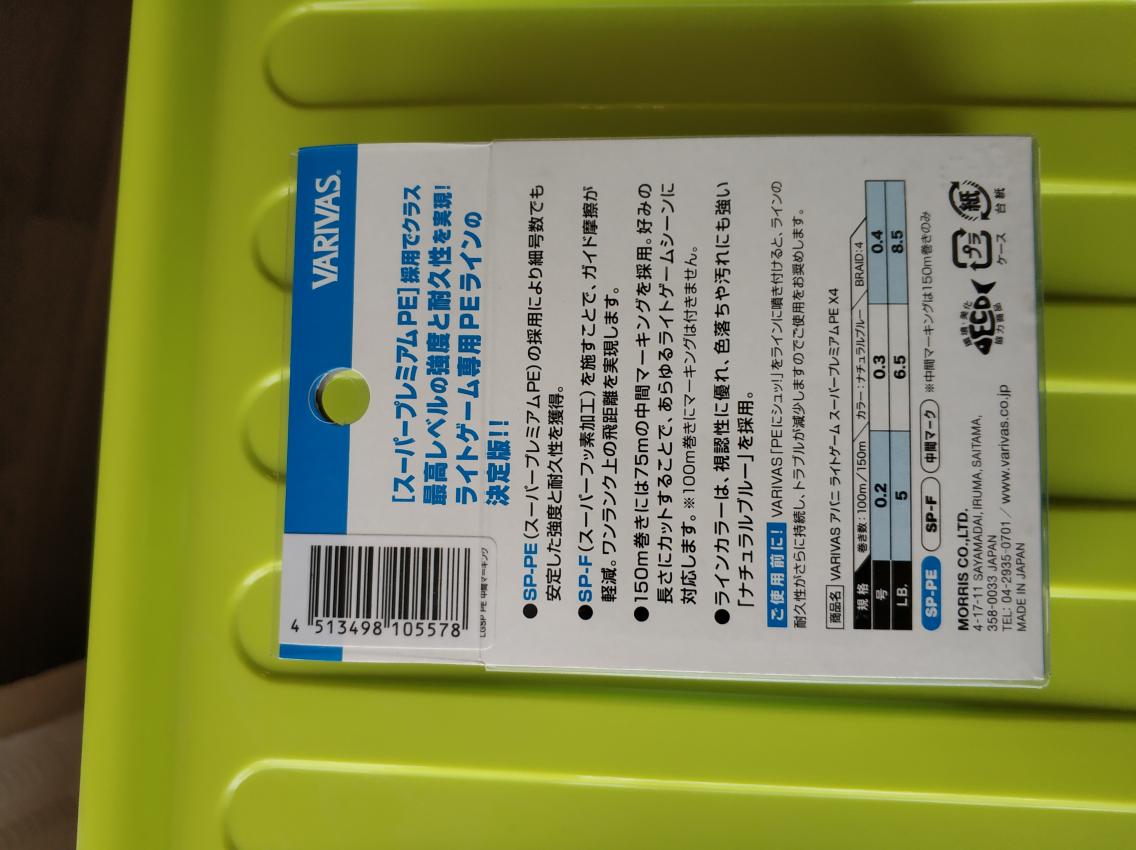 VARIVAS®
[スーパープレミアムPE]採用でクラス
最高レベルの強度と耐久性を実現!
ライトゲーム専用PEラインの
決定版!!
4 513498 105578
LGSP PE 中間マーキング
●SP-PE(スーパープレミアムPE)の採用により細号数でも
安定した強度と耐久性を獲得。
●SP-F(スーパーフッ素加工)を施すことで、ガイド摩擦が
軽減。ワンランク上の飛距離を実現します。
●150m巻きには75mの中間マーキングを採用。好みの
長さにカットすることで、あらゆるライトゲームシーンに
対応します。※100m巻きにマーキングは付きません。
●ラインカラーは、視認性に優れ、色落ちや汚れにも強い
「ナチュラルブルー」を採用。
ご使用前に! VARIVAS「PEにシュッ!」をラインに噴き付けると、ラインの
耐久性がさらに持続し、トラブルが減少しますのでご使用をお奨めします。
商品名 VARIVAS アバニ ライトゲーム スーパープレミアムPE X4
規格 巻き数:100m/150m カラー:ナチュラルブルー BRAID:4
号 0.2 0.3 0.4
LB. 5 6.5 8.5
SP-PE SP-F 中間マーク ※中間マーキングは150m巻きのみ
MORRIS CO.,LTD.
4-17-11 SAYAMADAI, IRUMA, SAITAMA,
358-0033 JAPAN
TEL: 04-2935-0701 / www.varivas.co.jp
MADE IN JAPAN
環境・美化
ECO
協力商品
プラ
ケース
紙
台紙